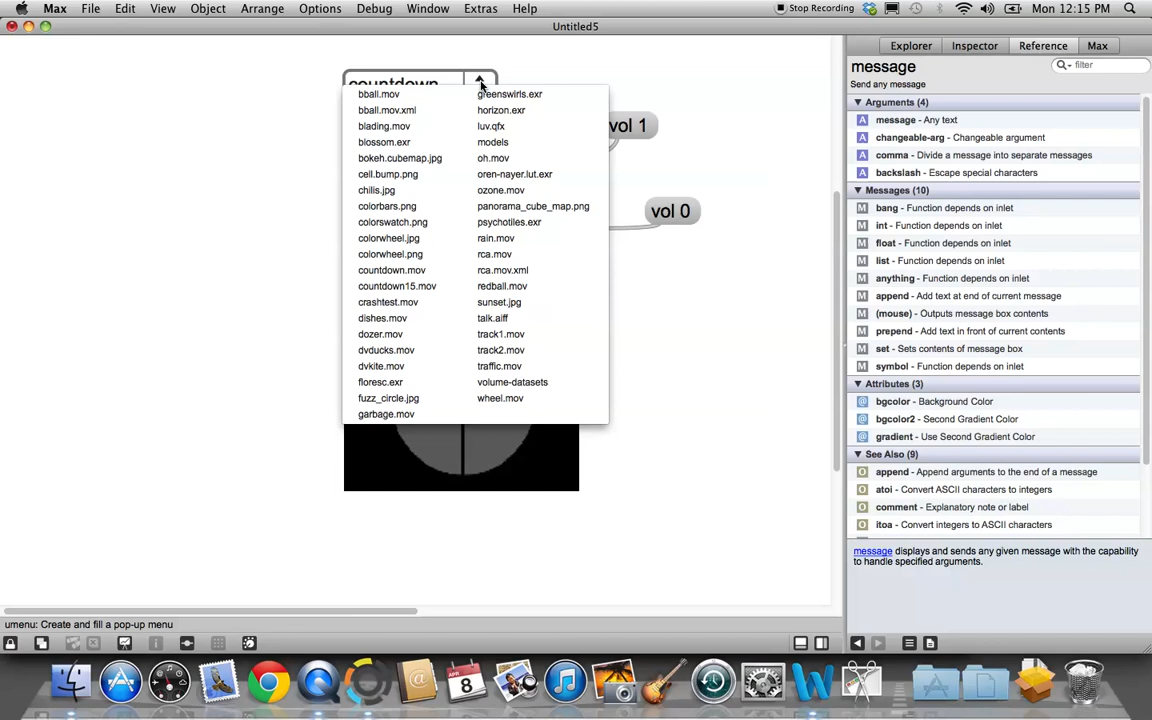 Max File Edit View Object Arrange Options Debug Window Extras Help Stop Recording Mon 12:15 PM
Untitled5
Explorer Inspector Reference Max
message
filter
Send any message
countdown
vol 1
vol 0
bball.mov
bball.mov.xml
blading.mov
blossom.exr
bokeh.cubemap.jpg
cell.bump.png
chilis.jpg
colorbars.png
colorswatch.png
colorwheel.jpg
colorwheel.png
countdown.mov
countdown15.mov
crashtest.mov
dishes.mov
dozer.mov
dvducks.mov
dvkite.mov
floresc.exr
fuzz_circle.jpg
garbage.mov
greenswirls.exr
horizon.exr
luv.qfx
models
oh.mov
oren-nayer.lut.exr
ozone.mov
panorama_cube_map.png
psychotiles.exr
rain.mov
rca.mov
rca.mov.xml
redball.mov
sunset.jpg
talk.aiff
track1.mov
track2.mov
traffic.mov
volume-datasets
wheel.mov
Arguments (4)
message - Any text
changeable-arg - Changeable argument
comma - Divide a message into separate messages
backslash - Escape special characters
Messages (10)
bang - Function depends on inlet
int - Function depends on inlet
float - Function depends on inlet
list - Function depends on inlet
anything - Function depends on inlet
append - Add text at end of current message
(mouse) - Outputs message box contents
prepend - Add text in front of current contents
set - Sets contents of message box
symbol - Function depends on inlet
Attributes (3)
bgcolor - Background Color
bgcolor2 - Second Gradient Color
gradient - Use Second Gradient Color
See Also (9)
append - Append arguments to the end of a message
atoi - Convert ASCII characters to integers
comment - Explanatory note or label
itoa - Convert integers to ASCII characters
message displays and sends any given message with the capability
to handle specified arguments.
umenu: Create and fill a pop-up menu
APR
8